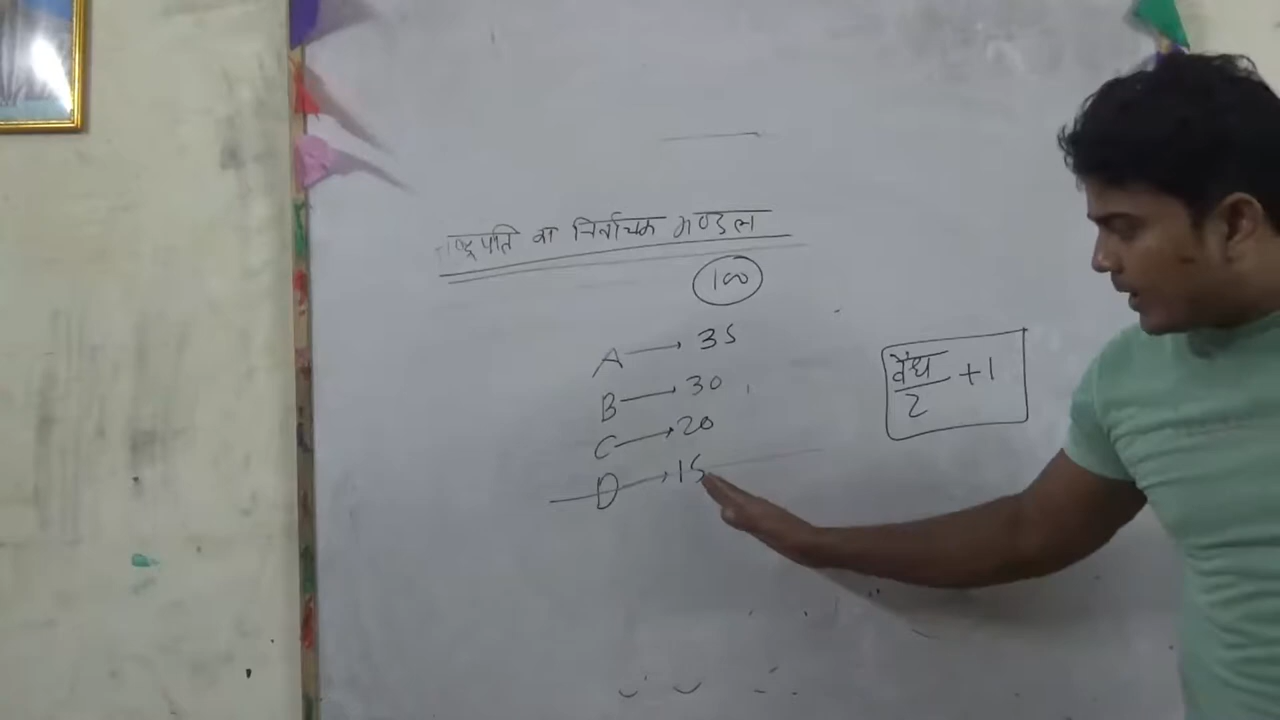 राष्ट्रपति का निर्वाचक मण्डल
100
A → 35
B → 30
C → 20
D → 15
वैध/2 + 1